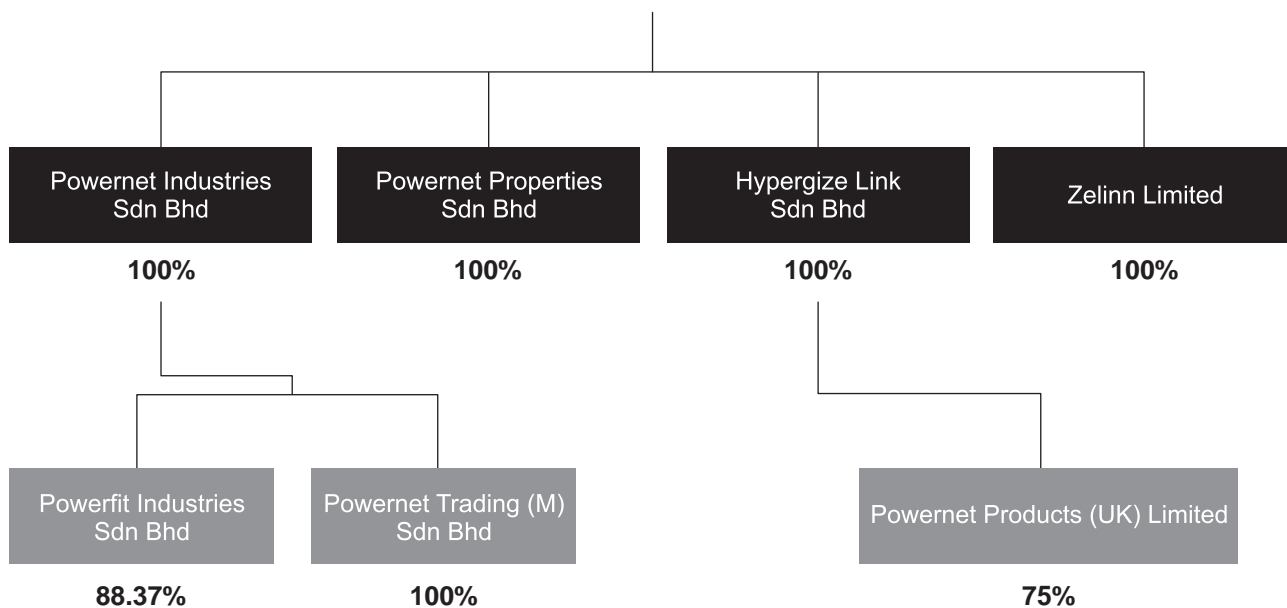 Powernet Industries
Sdn Bhd
100%
Powernet Properties
Sdn Bhd
100%
Hypergize Link
Sdn Bhd
100%
Zelinn Limited
100%
Powerfit Industries
Sdn Bhd
88.37%
Powernet Trading (M)
Sdn Bhd
100%
Powernet Products (UK) Limited
75%